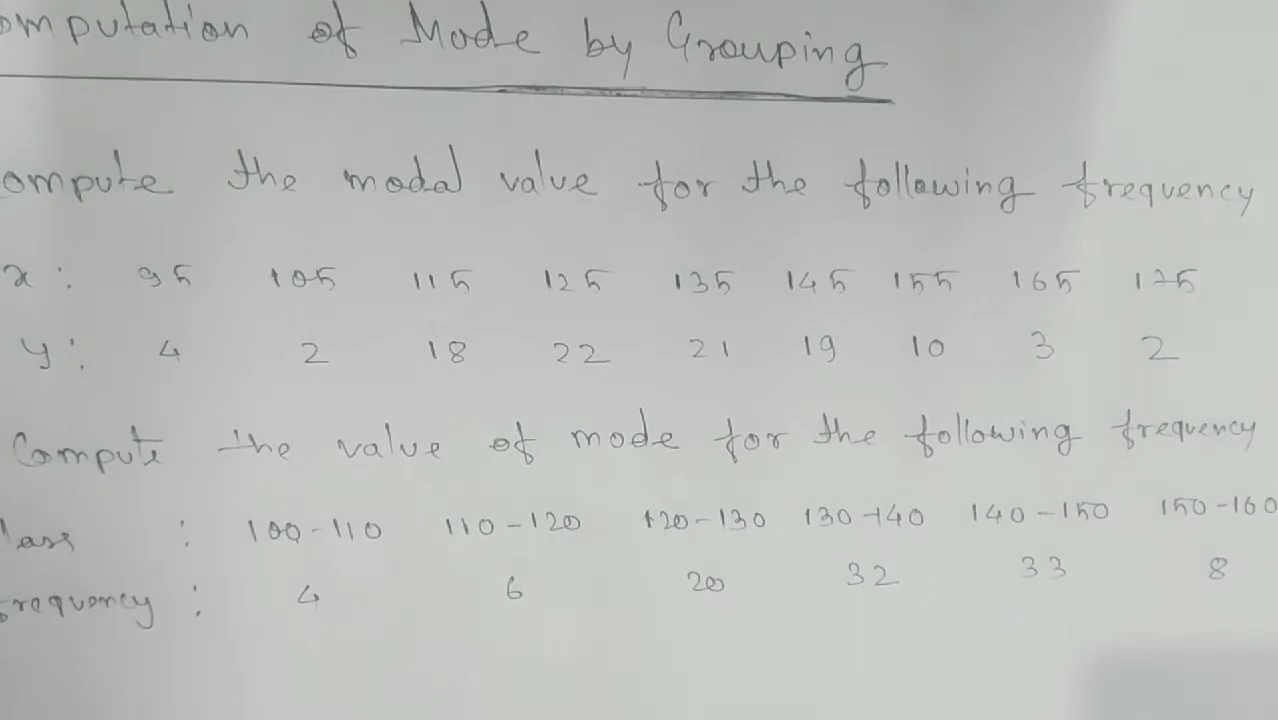 omputation of Mode by Grouping
ompute the modal value for the following frequency
x: 95 105 115 125 135 145 155 165 175
y: 4 2 18 22 21 19 10 3 2
Compute the value of mode for the following frequency
lass : 100-110 110-120 120-130 130-140 140-150 150-160
frequency : 4 6 20 32 33 8